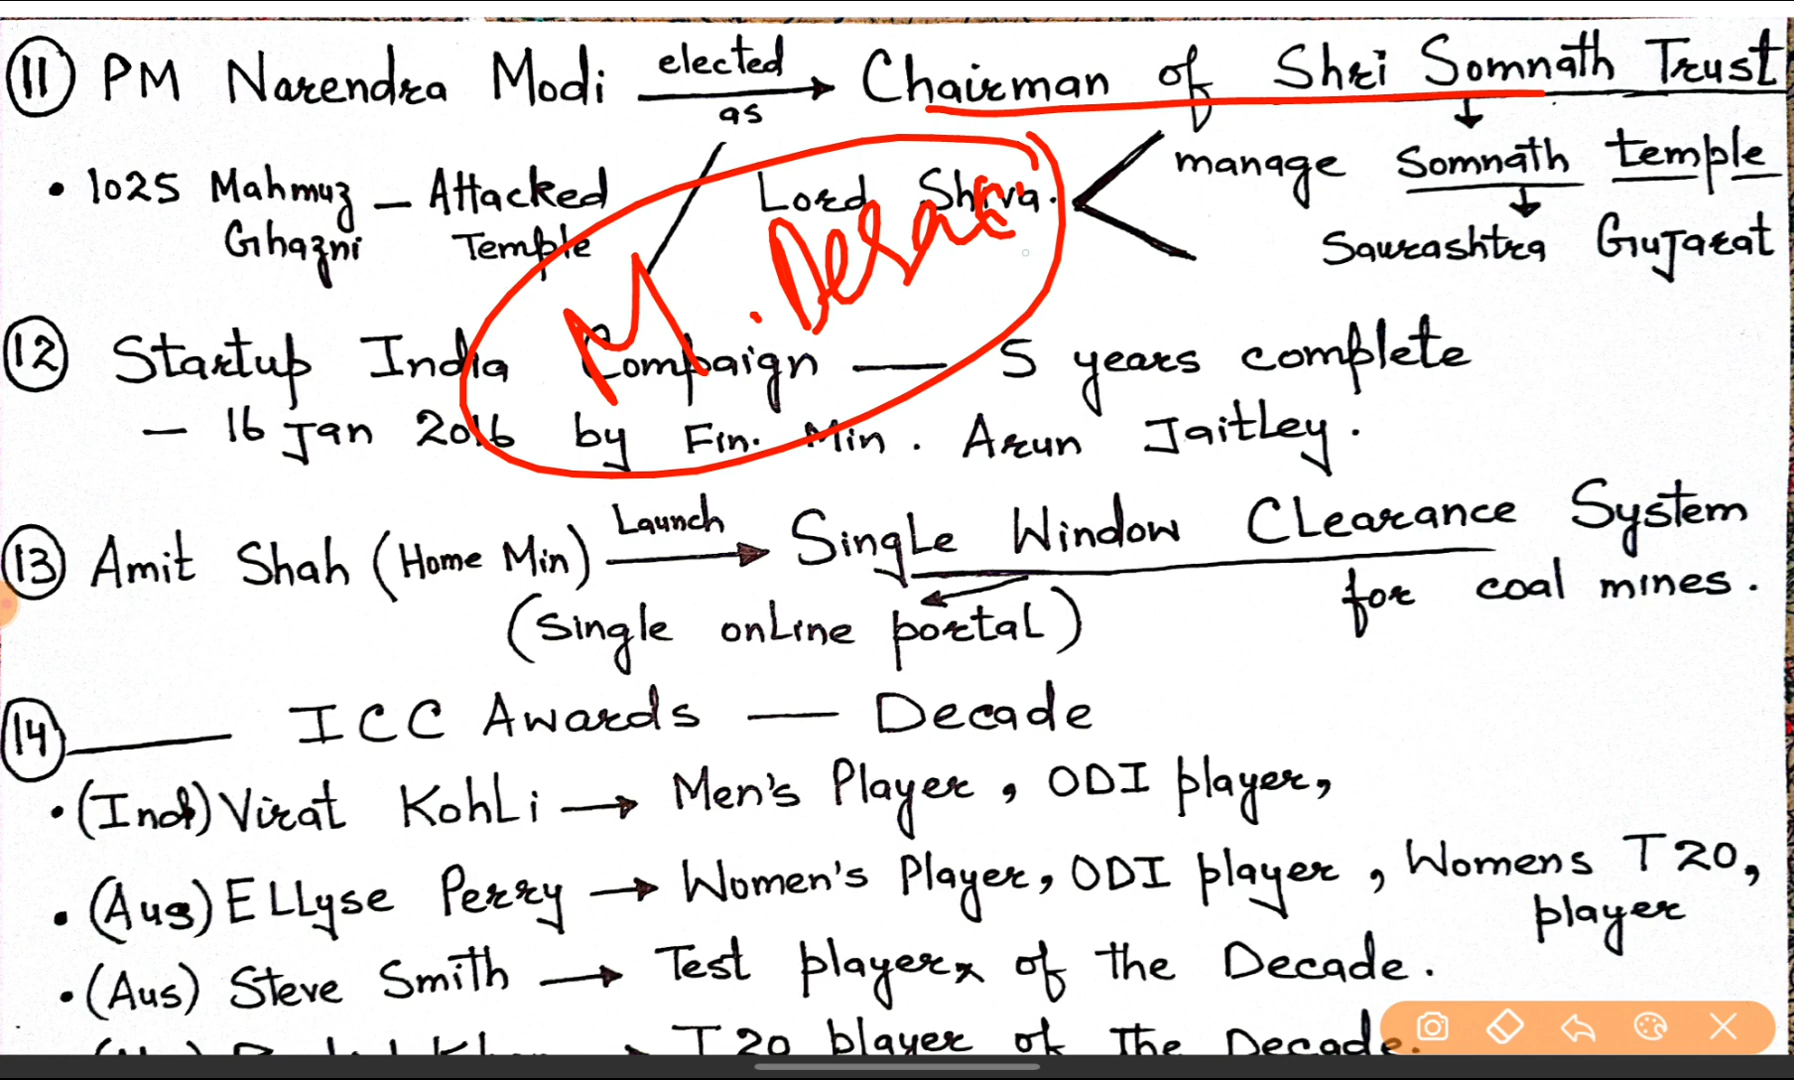 11 PM Narendra Modi elected as → Chairman of Shri Somnath Trust
• 1025 Mahmuz Ghazni — Attacked Temple
Lord Shiva.
manage Somnath temple
Saurashtra Gujarat
M. Desai
12 Startup India Compaign — 5 years complete
— 16 Jan 2016 by Fin. Min. Arun Jaitley.
13 Amit Shah (Home Min) Launch → Single Window Clearance System
for coal mines.
(Single online portal)
14 ICC Awards — Decade
• (Ind) Virat Kohli → Men's Player, ODI player,
• (Aus) Ellyse Perry → Women's Player, ODI player, Womens T20, player
• (Aus) Steve Smith → Test player of the Decade.
T20 player of the Decade.